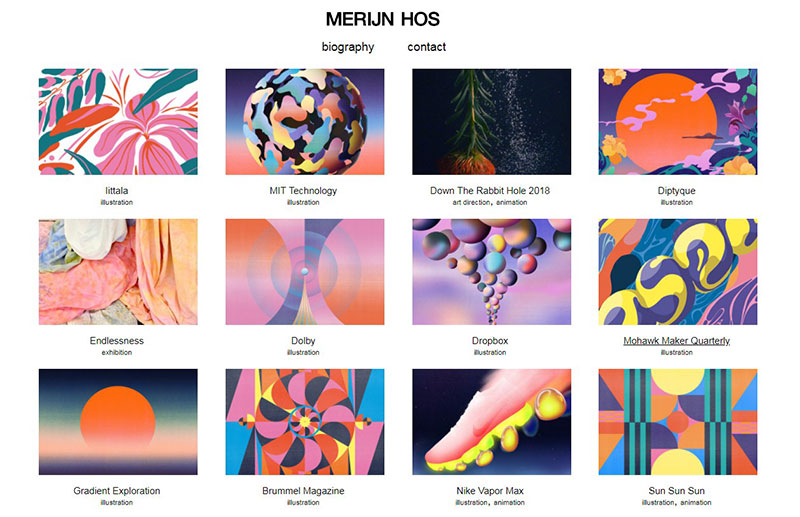 MERIJN HOS
biography contact
Iittala
illustration
MIT Technology
illustration
Down The Rabbit Hole 2018
art direction, animation
Diptyque
illustration
Endlessness
exhibition
Dolby
illustration
Dropbox
illustration
Mohawk Maker Quarterly
illustration
Gradient Exploration
illustration
Brummel Magazine
illustration
Nike Vapor Max
illustration, animation
Sun Sun Sun
illustration, animation